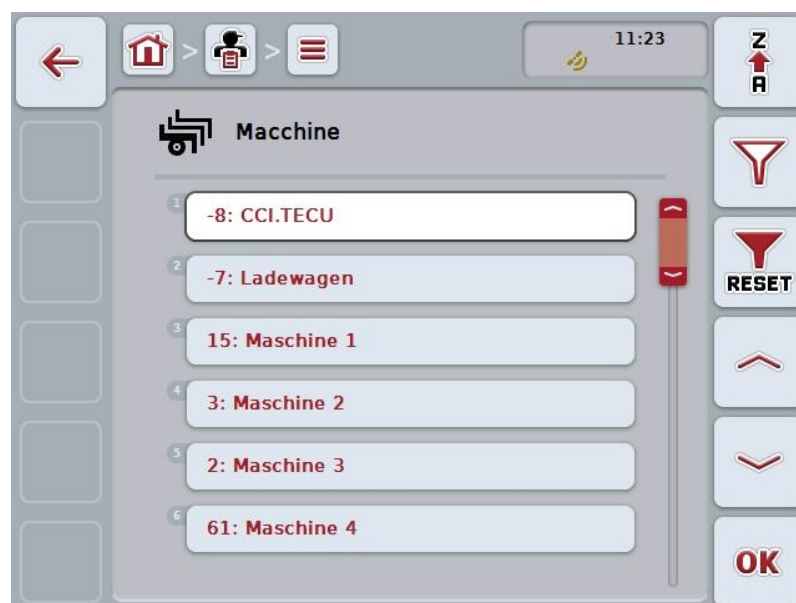 11:23
Z
A
Macchine
1
-8: CCI.TECU
2
-7: Ladewagen
RESET
3
15: Maschine 1
4
3: Maschine 2
5
2: Maschine 3
6
61: Maschine 4
OK